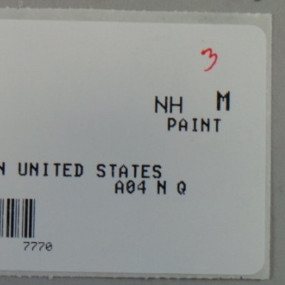 3
NH M
PAINT
N UNITED STATES
A04 N Q
7770